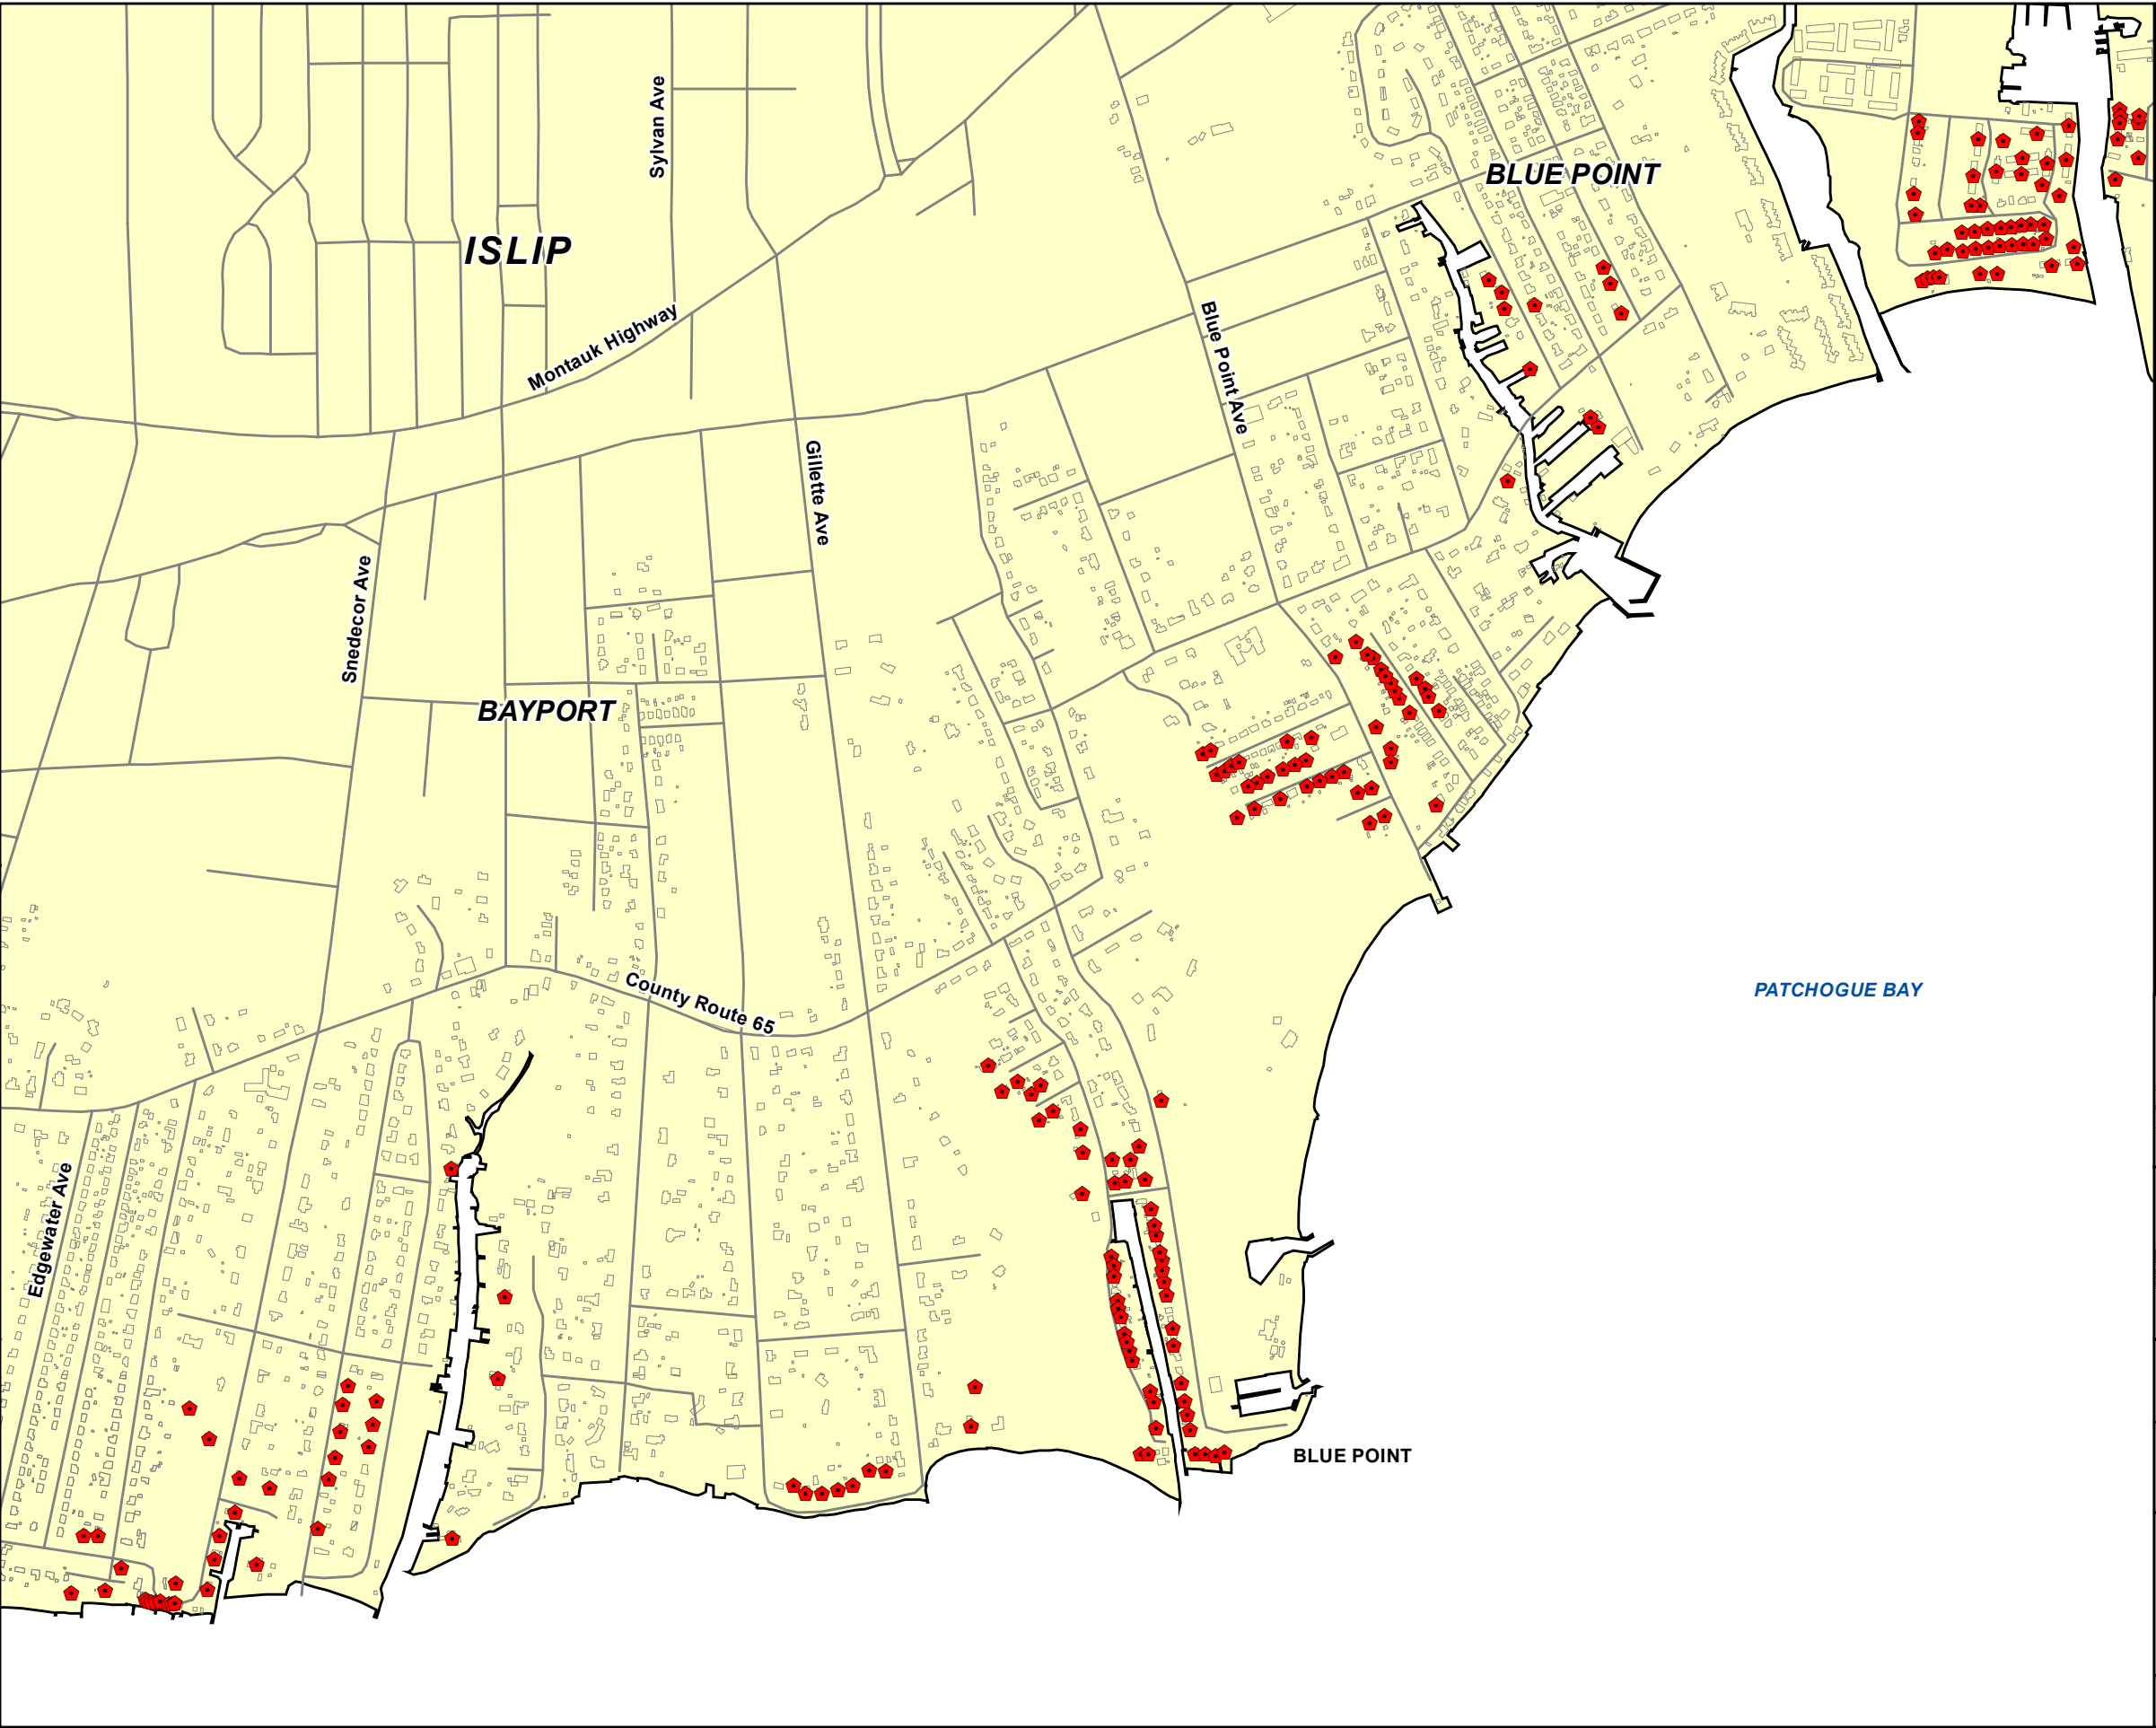 Sylvan Ave
BLUE POINT
ISLIP
Montauk Highway
Blue Point Ave
Gillette Ave
Snedecor Ave
BAYPORT
County Route 65
PATCHOGUE BAY
Edgewater Ave
BLUE POINT